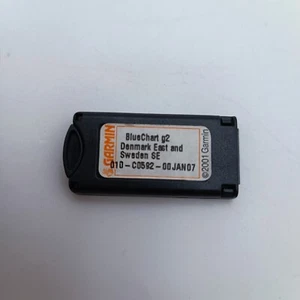 GARMIN
BlueChart g2
Denmark East and
Sweden SE
010-C0592-00JAN07
©2001 Garmin